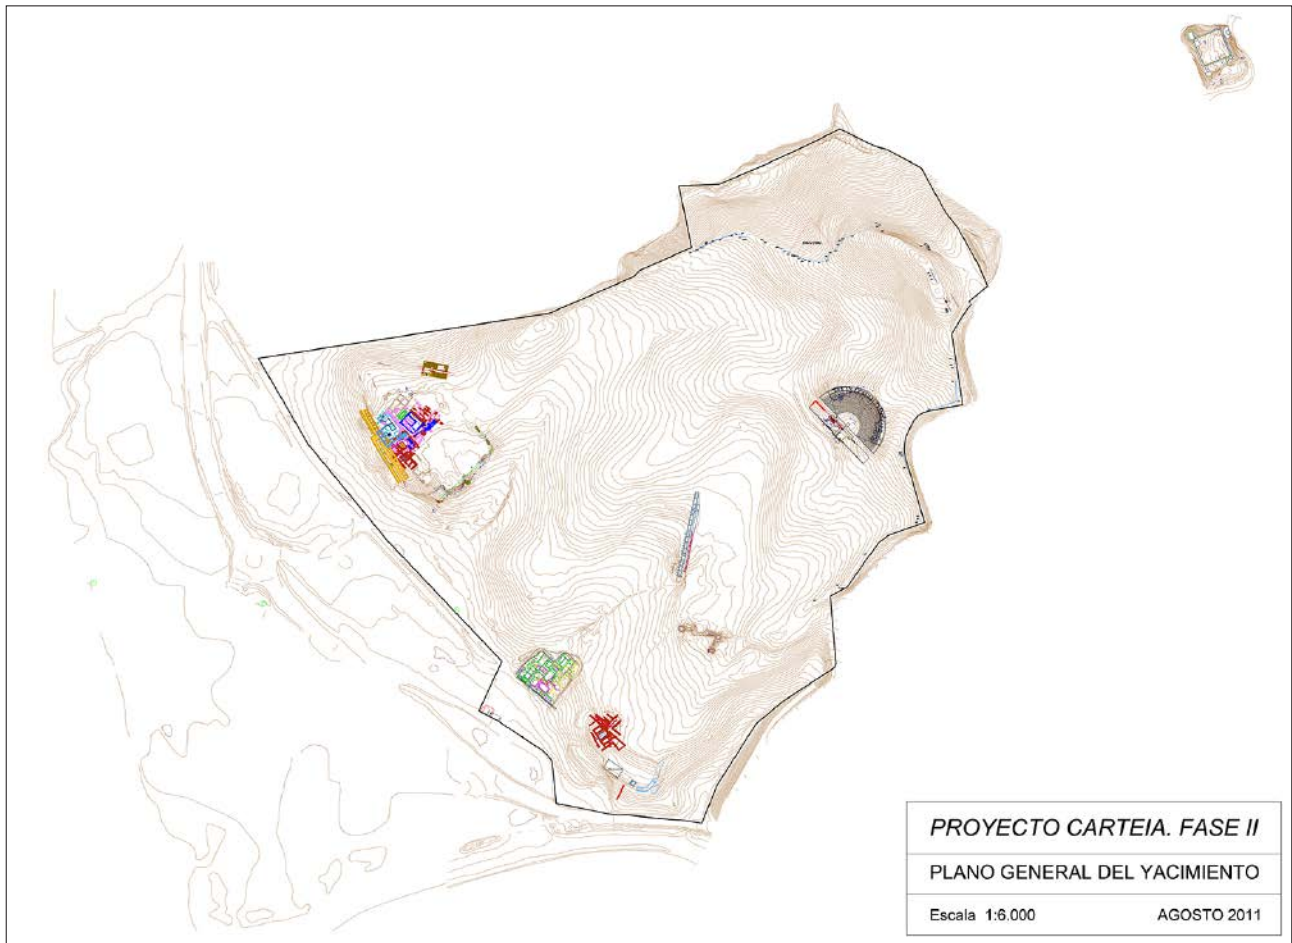 PROYECTO CARTEIA. FASE II
PLANO GENERAL DEL YACIMIENTO
Escala 1:6.000 AGOSTO 2011